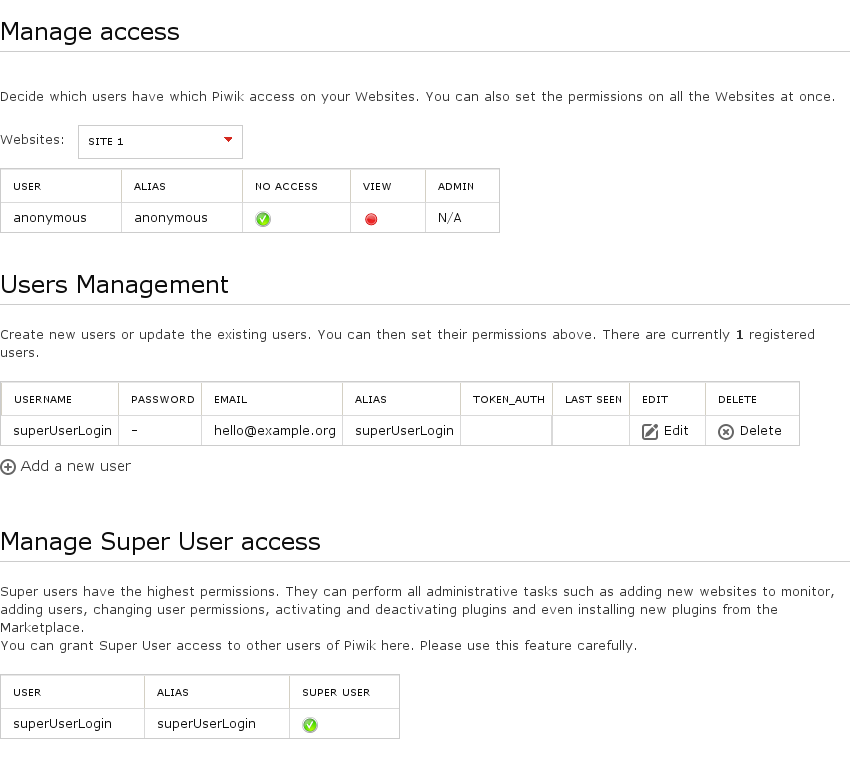 Manage access
Decide which users have which Piwik access on your Websites. You can also set the permissions on all the Websites at once.
Websites: SITE 1
USER ALIAS NO ACCESS VIEW ADMIN
anonymous anonymous N/A
Users Management
Create new users or update the existing users. You can then set their permissions above. There are currently 1 registered
users.
USERNAME PASSWORD EMAIL ALIAS TOKEN_AUTH LAST SEEN EDIT DELETE
superUserLogin - hello@example.org superUserLogin Edit Delete
Add a new user
Manage Super User access
Super users have the highest permissions. They can perform all administrative tasks such as adding new websites to monitor,
adding users, changing user permissions, activating and deactivating plugins and even installing new plugins from the
Marketplace.
You can grant Super User access to other users of Piwik here. Please use this feature carefully.
USER ALIAS SUPER USER
superUserLogin superUserLogin